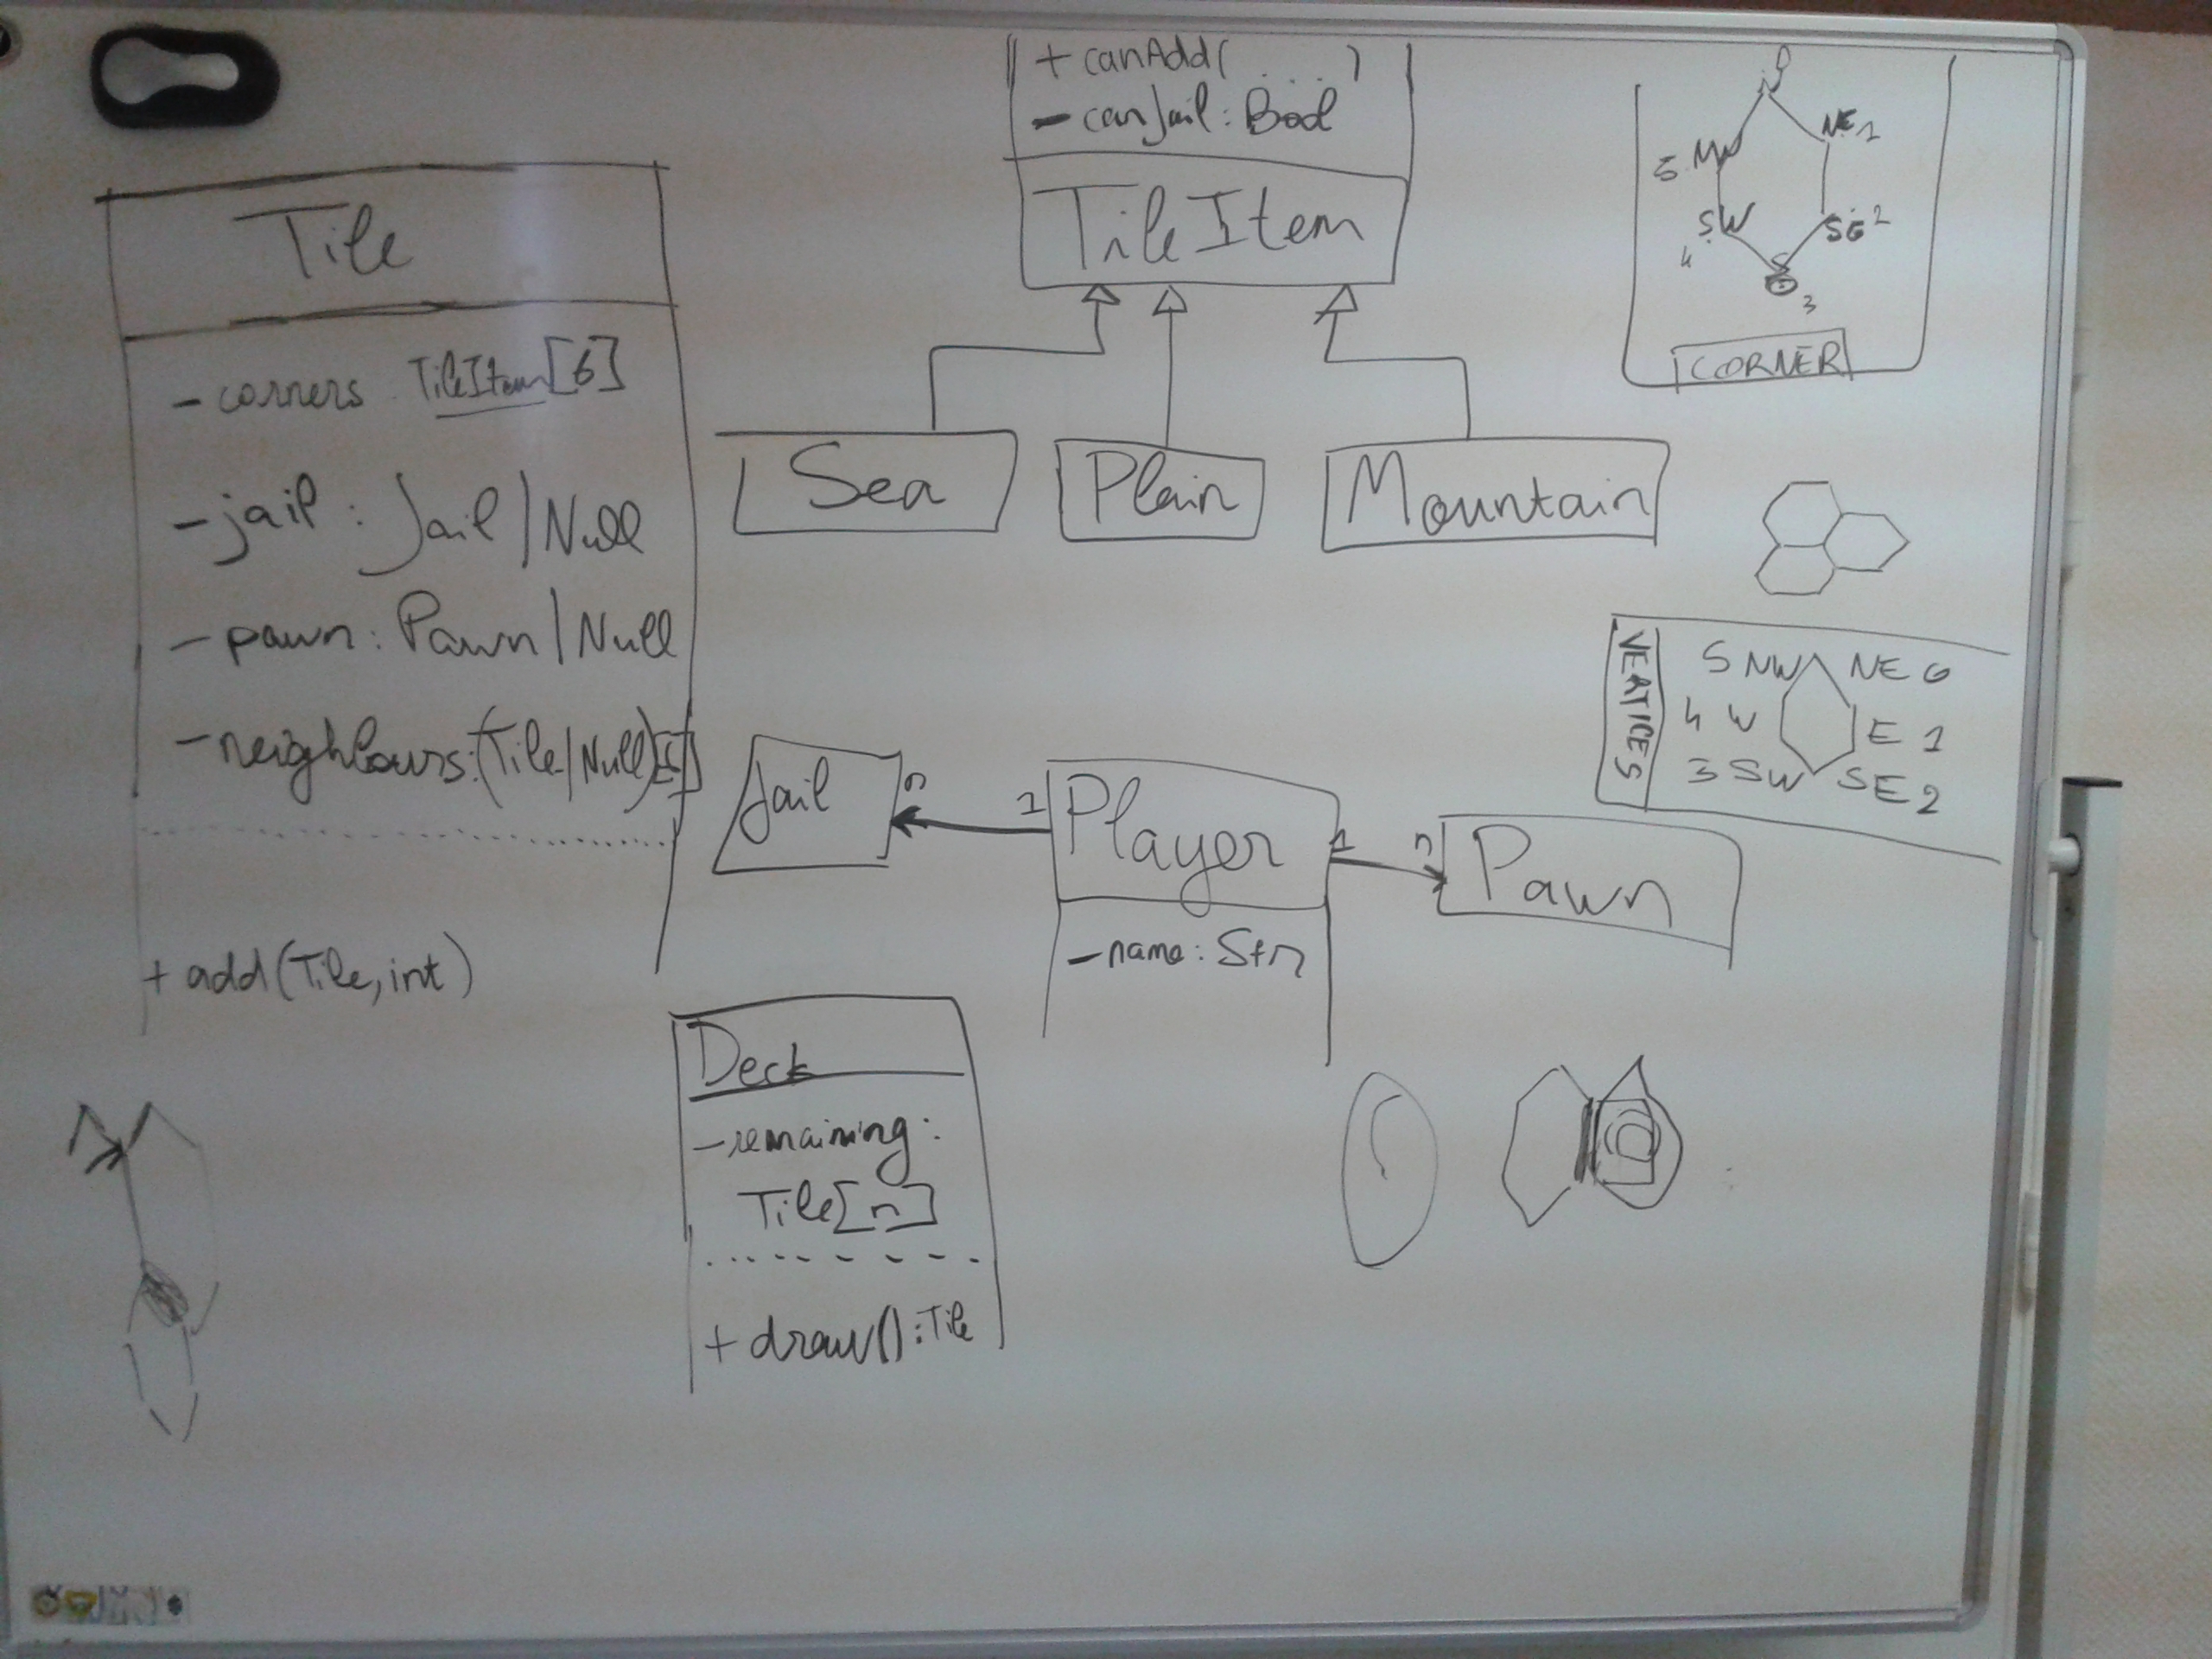 + canAdd( . . . )
- canJail : Bool
TileItem
Tile
- corners : TileItem[6]
- jail : Jail | Null
- pawn : Pawn | Null
- neighbours : (Tile | Null)[]
+ add(Tile, int)
Sea
Plain
Mountain
NE 1
5 NW
SW
4
SE 2
S
3
CORNER
VERTICES
5 NW NE 0
4 W E 1
3 SW SE 2
Jail
n
1
Player
1
n
Pawn
- name : Str
Deck
- remaining :
Tile[n]
+ draw() : Tile